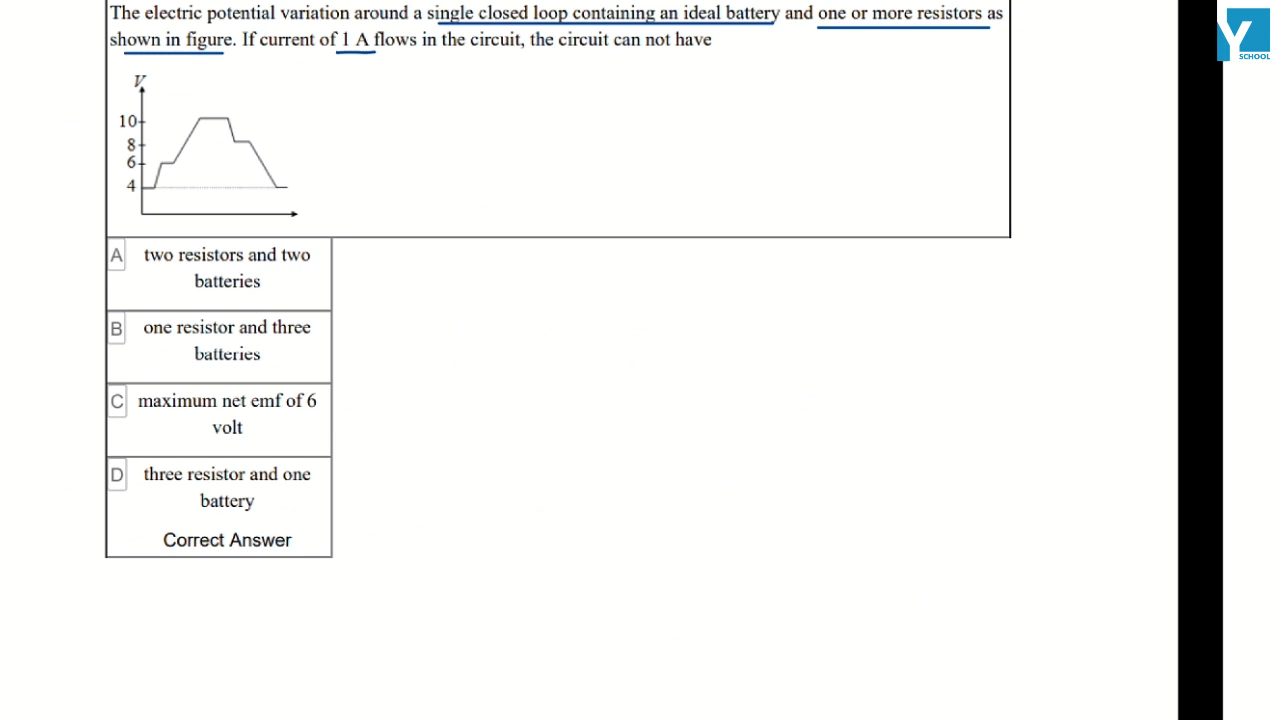 The electric potential variation around a single closed loop containing an ideal battery and one or more resistors as
shown in figure. If current of 1 A flows in the circuit, the circuit can not have
V
10
8
6
4
A two resistors and two
batteries
B one resistor and three
batteries
C maximum net emf of 6
volt
D three resistor and one
battery
Correct Answer
Y
SCHOOL